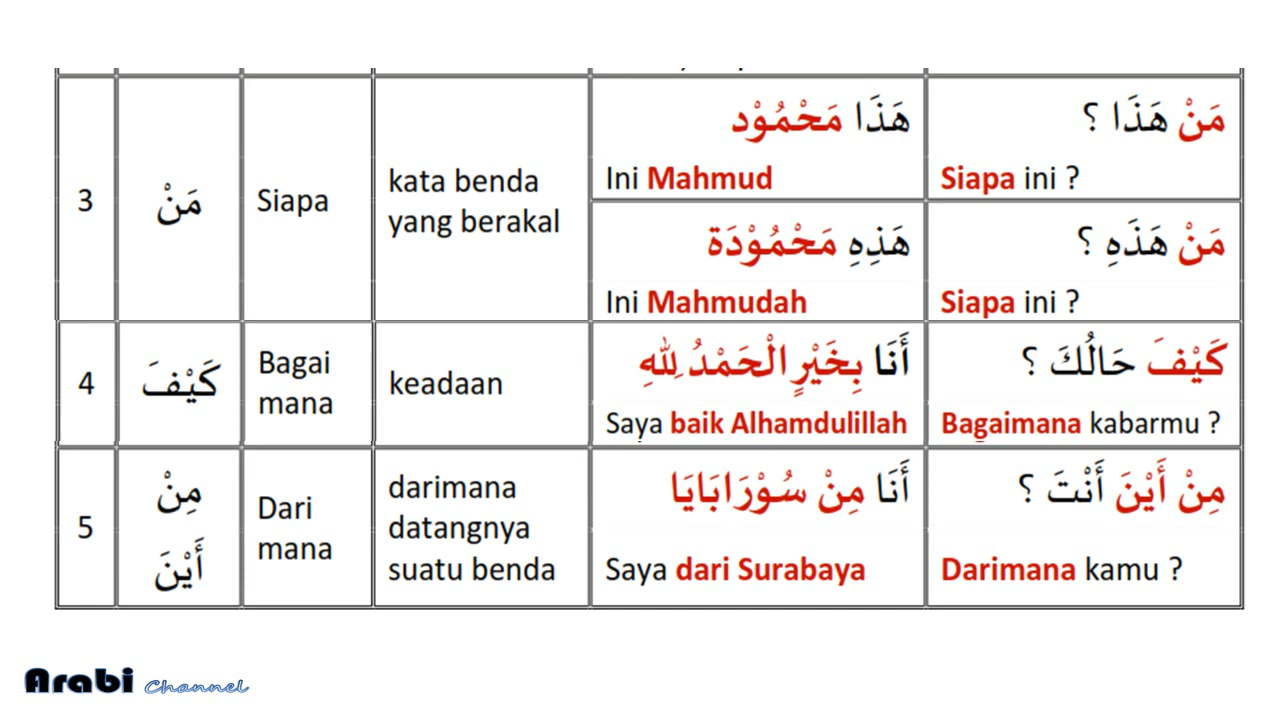 3
مَنْ
Siapa
kata benda
yang berakal
هَذَا مَحْمُوْد
Ini Mahmud
مَنْ هَذَا ؟
Siapa ini ?
هَذِهِ مَحْمُوْدَة
Ini Mahmudah
مَنْ هَذَهِ ؟
Siapa ini ?
4
كَيْفَ
Bagai
mana
keadaan
أَنَا بِخَيْرٍ الْحَمْدُ لِلّٰهِ
Saya baik Alhamdulillah
كَيْفَ حَالُكَ ؟
Bagaimana kabarmu ?
5
مِنْ
أَيْنَ
Dari
mana
darimana
datangnya
suatu benda
أَنَا مِنْ سُوْرَابَايَا
Saya dari Surabaya
مِنْ أَيْنَ أَنْتَ ؟
Darimana kamu ?
Arabi Channel